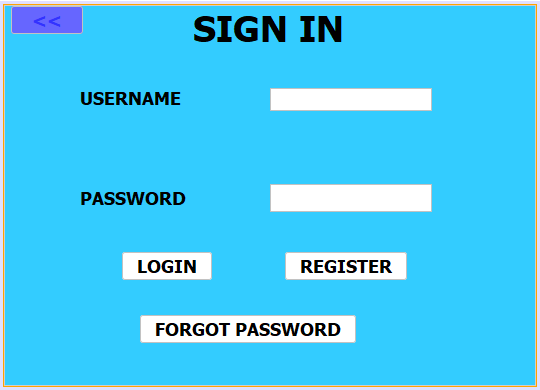 <<
SIGN IN
USERNAME
PASSWORD
LOGIN
REGISTER
FORGOT PASSWORD